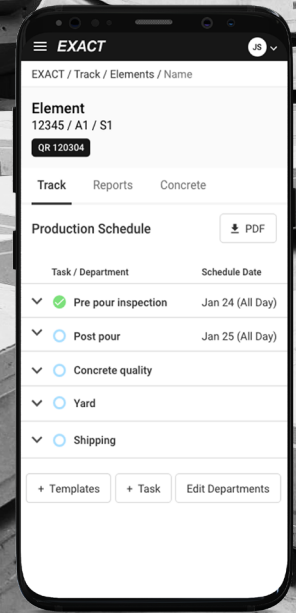 EXACT
JS
EXACT / Track / Elements / Name
Element
12345 / A1 / S1
QR 120304
Track Reports Concrete
Production Schedule PDF
Task / Department Schedule Date
Pre pour inspection Jan 24 (All Day)
Post pour Jan 25 (All Day)
Concrete quality
Yard
Shipping
+ Templates + Task Edit Departments